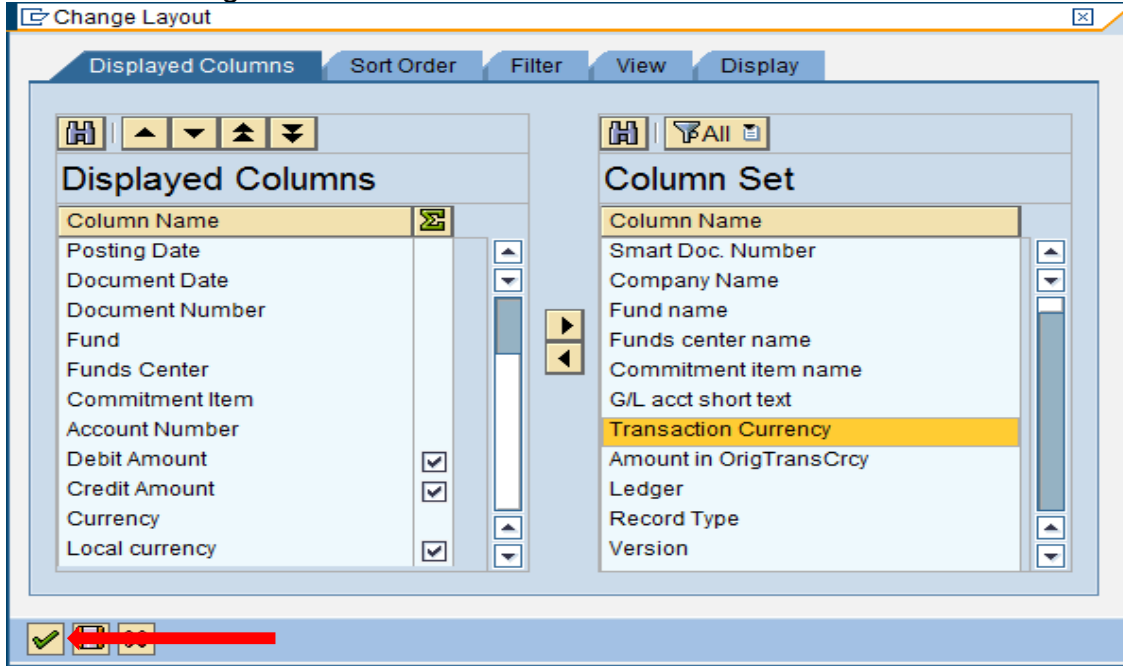 Change Layout
Displayed Columns Sort Order Filter View Display
All
Displayed Columns
Column Name
Posting Date
Document Date
Document Number
Fund
Funds Center
Commitment Item
Account Number
Debit Amount
Credit Amount
Currency
Local currency
Column Set
Column Name
Smart Doc. Number
Company Name
Fund name
Funds center name
Commitment item name
G/L acct short text
Transaction Currency
Amount in OrigTransCrcy
Ledger
Record Type
Version